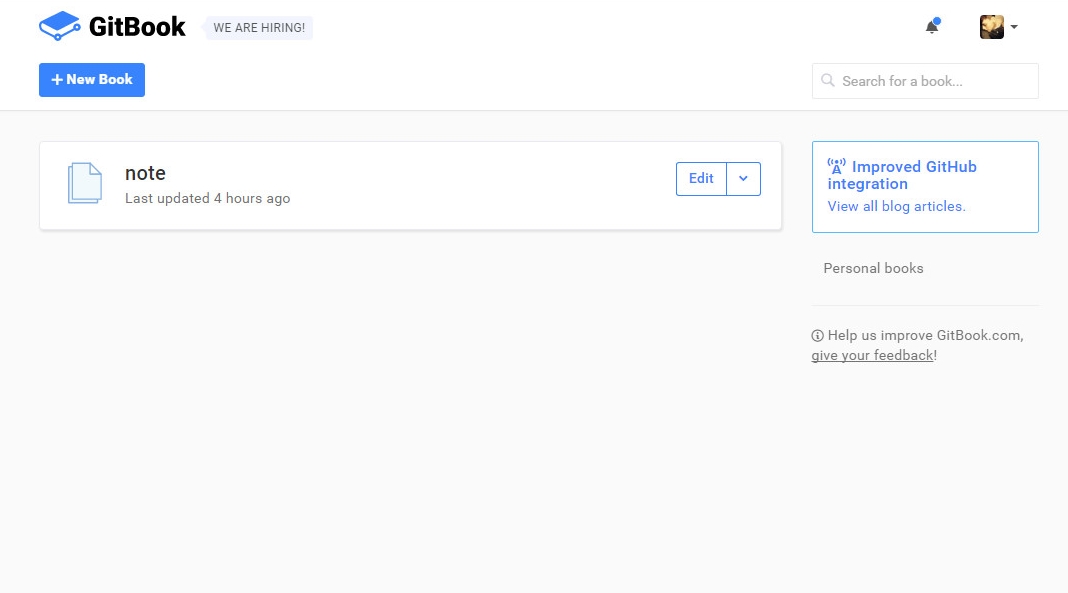 GitBook
WE ARE HIRING!
+ New Book
Search for a book...
note
Last updated 4 hours ago
Edit
Improved GitHub
integration
View all blog articles.
Personal books
Help us improve GitBook.com,
give your feedback!